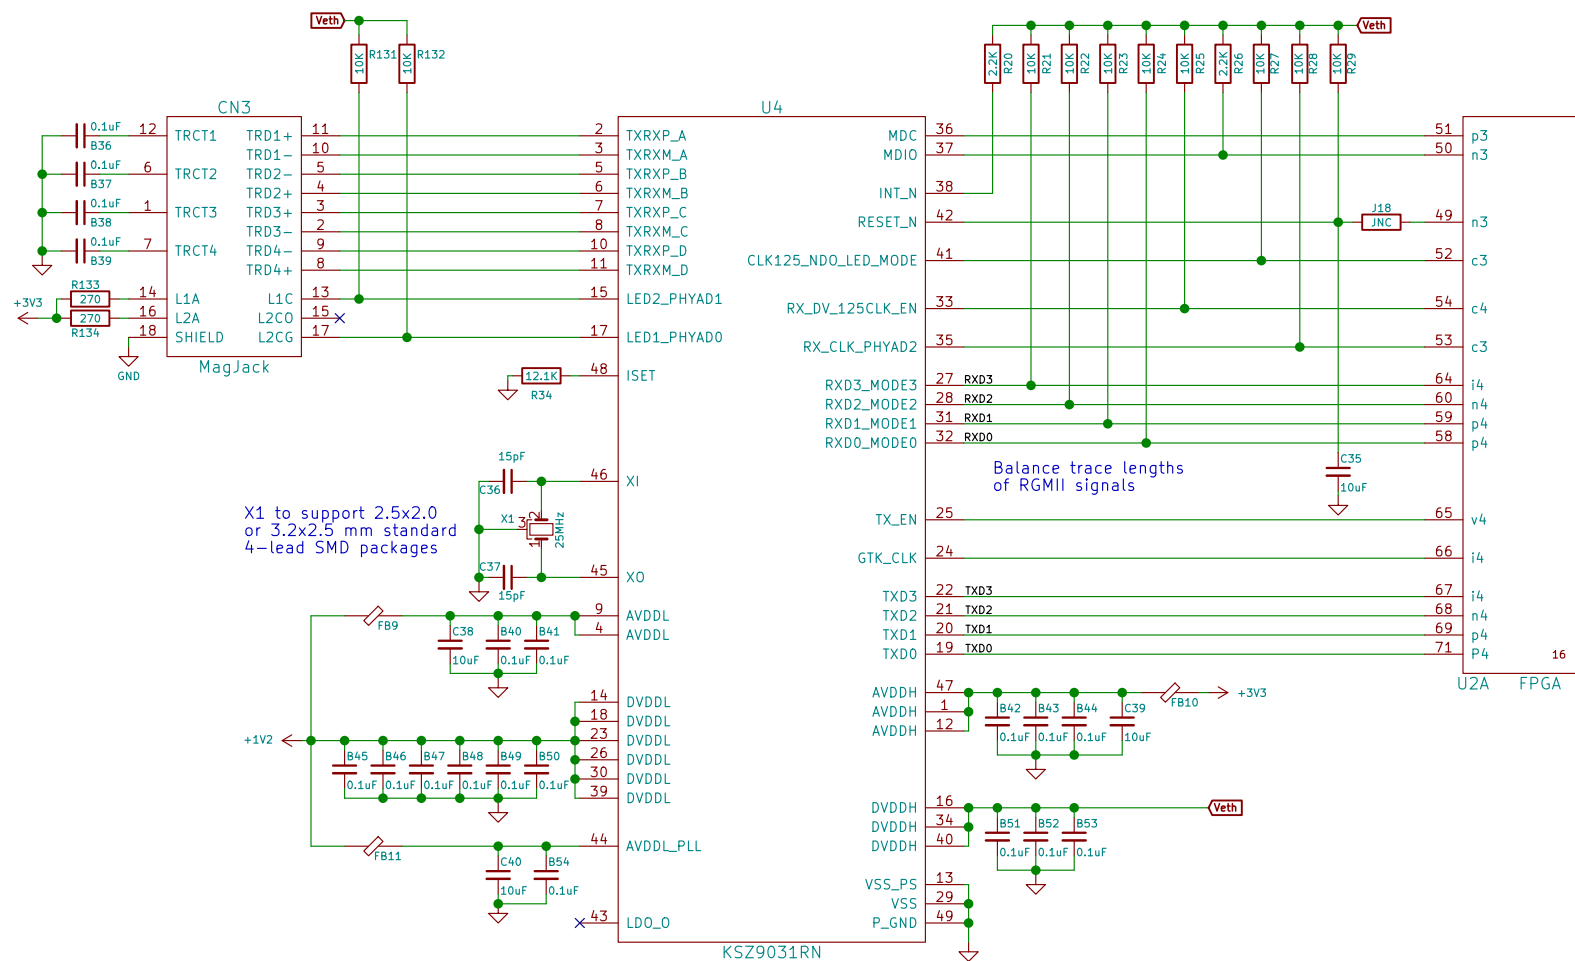 Veth
R131
10K
R132
10K
CN3
0.1uF
B36
0.1uF
B37
0.1uF
B38
0.1uF
B39
12 TRCT1 TRD1+ 11
TRD1- 10
6 TRCT2 TRD2- 5
TRD2+ 4
1 TRCT3 TRD3+ 3
TRD3- 2
7 TRCT4 TRD4- 9
TRD4+ 8
14 L1A L1C 13
16 L2A L2CO 15
18 SHIELD L2CG 17
MagJack
+3V3
R133
270
270
R134
GND
U4
2 TXRXP_A
3 TXRXM_A
5 TXRXP_B
6 TXRXM_B
7 TXRXP_C
8 TXRXM_C
10 TXRXP_D
11 TXRXM_D
15 LED2_PHYAD1
17 LED1_PHYAD0
48 ISET
12.1K
R34
46 XI
45 XO
15pF
C36
X1
3
2
1
25MHz
C37
15pF
X1 to support 2.5x2.0
or 3.2x2.5 mm standard
4-lead SMD packages
9 AVDDL
4 AVDDL
FB9
C38
10uF
B40
0.1uF
B41
0.1uF
14 DVDDL
18 DVDDL
23 DVDDL
26 DVDDL
30 DVDDL
39 DVDDL
+1V2
B45
0.1uF
B46
0.1uF
B47
0.1uF
B48
0.1uF
B49
0.1uF
B50
0.1uF
44 AVDDL_PLL
FB11
C40
10uF
B54
0.1uF
43 LDO_O
KSZ9031RN
Veth
2.2K
R20
10K
R21
10K
R22
10K
R23
10K
R24
10K
R25
2.2K
R26
10K
R27
10K
R28
10K
R29
MDC 36
MDIO 37
INT_N 38
RESET_N 42
CLK125_NDO_LED_MODE 41
RX_DV_125CLK_EN 33
RX_CLK_PHYAD2 35
RXD3_MODE3 27 RXD3
RXD2_MODE2 28 RXD2
RXD1_MODE1 31 RXD1
RXD0_MODE0 32 RXD0
Balance trace lengths
of RGMII signals
TX_EN 25
GTK_CLK 24
TXD3 22 TXD3
TXD2 21 TXD2
TXD1 20 TXD1
TXD0 19 TXD0
AVDDH 47
AVDDH 1
AVDDH 12
B42
0.1uF
B43
0.1uF
B44
0.1uF
C39
10uF
FB10
+3V3
DVDDH 16
DVDDH 34
DVDDH 40
B51
0.1uF
B52
0.1uF
B53
0.1uF
Veth
VSS_PS 13
VSS 29
P_GND 49
J18
JNC
C35
10uF
51 p3
50 n3
49 n3
52 c3
54 c4
53 c3
64 i4
60 n4
59 p4
58 p4
65 v4
66 i4
67 i4
68 n4
69 p4
71 P4
16
U2A FPGA